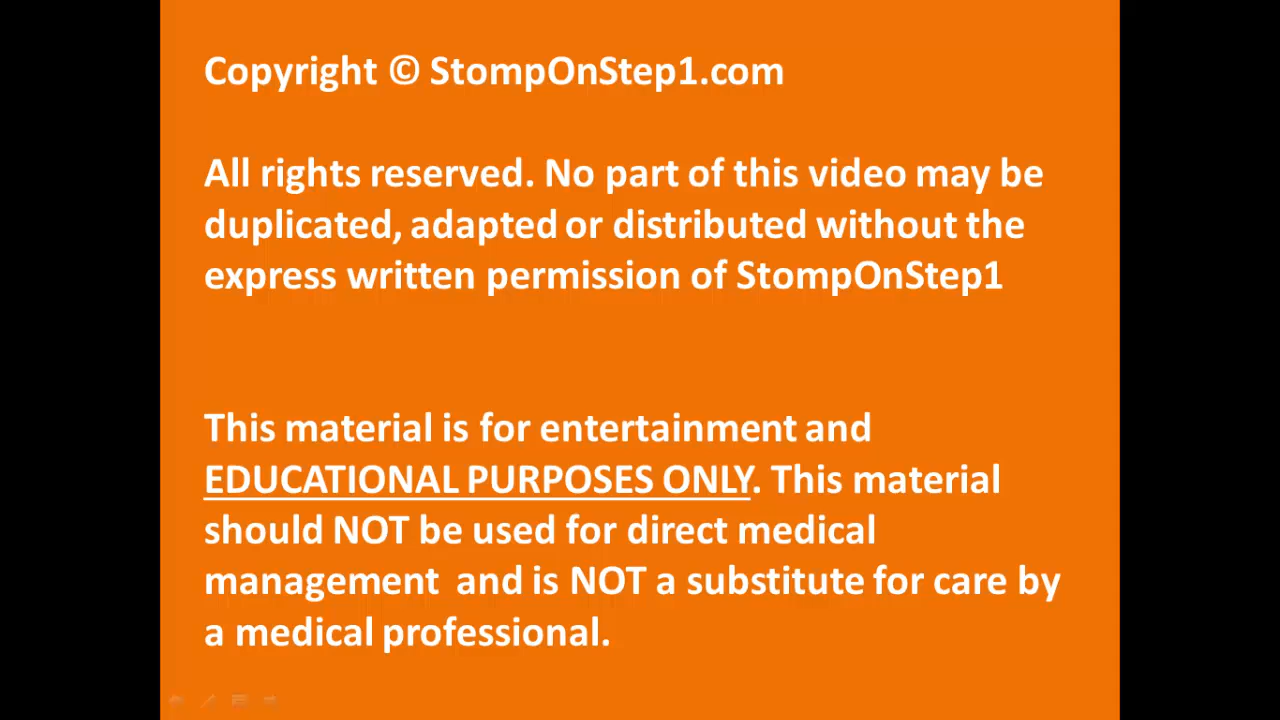 Copyright © StompOnStep1.com
All rights reserved. No part of this video may be
duplicated, adapted or distributed without the
express written permission of StompOnStep1
This material is for entertainment and
EDUCATIONAL PURPOSES ONLY. This material
should NOT be used for direct medical
management  and is NOT a substitute for care by
a medical professional.